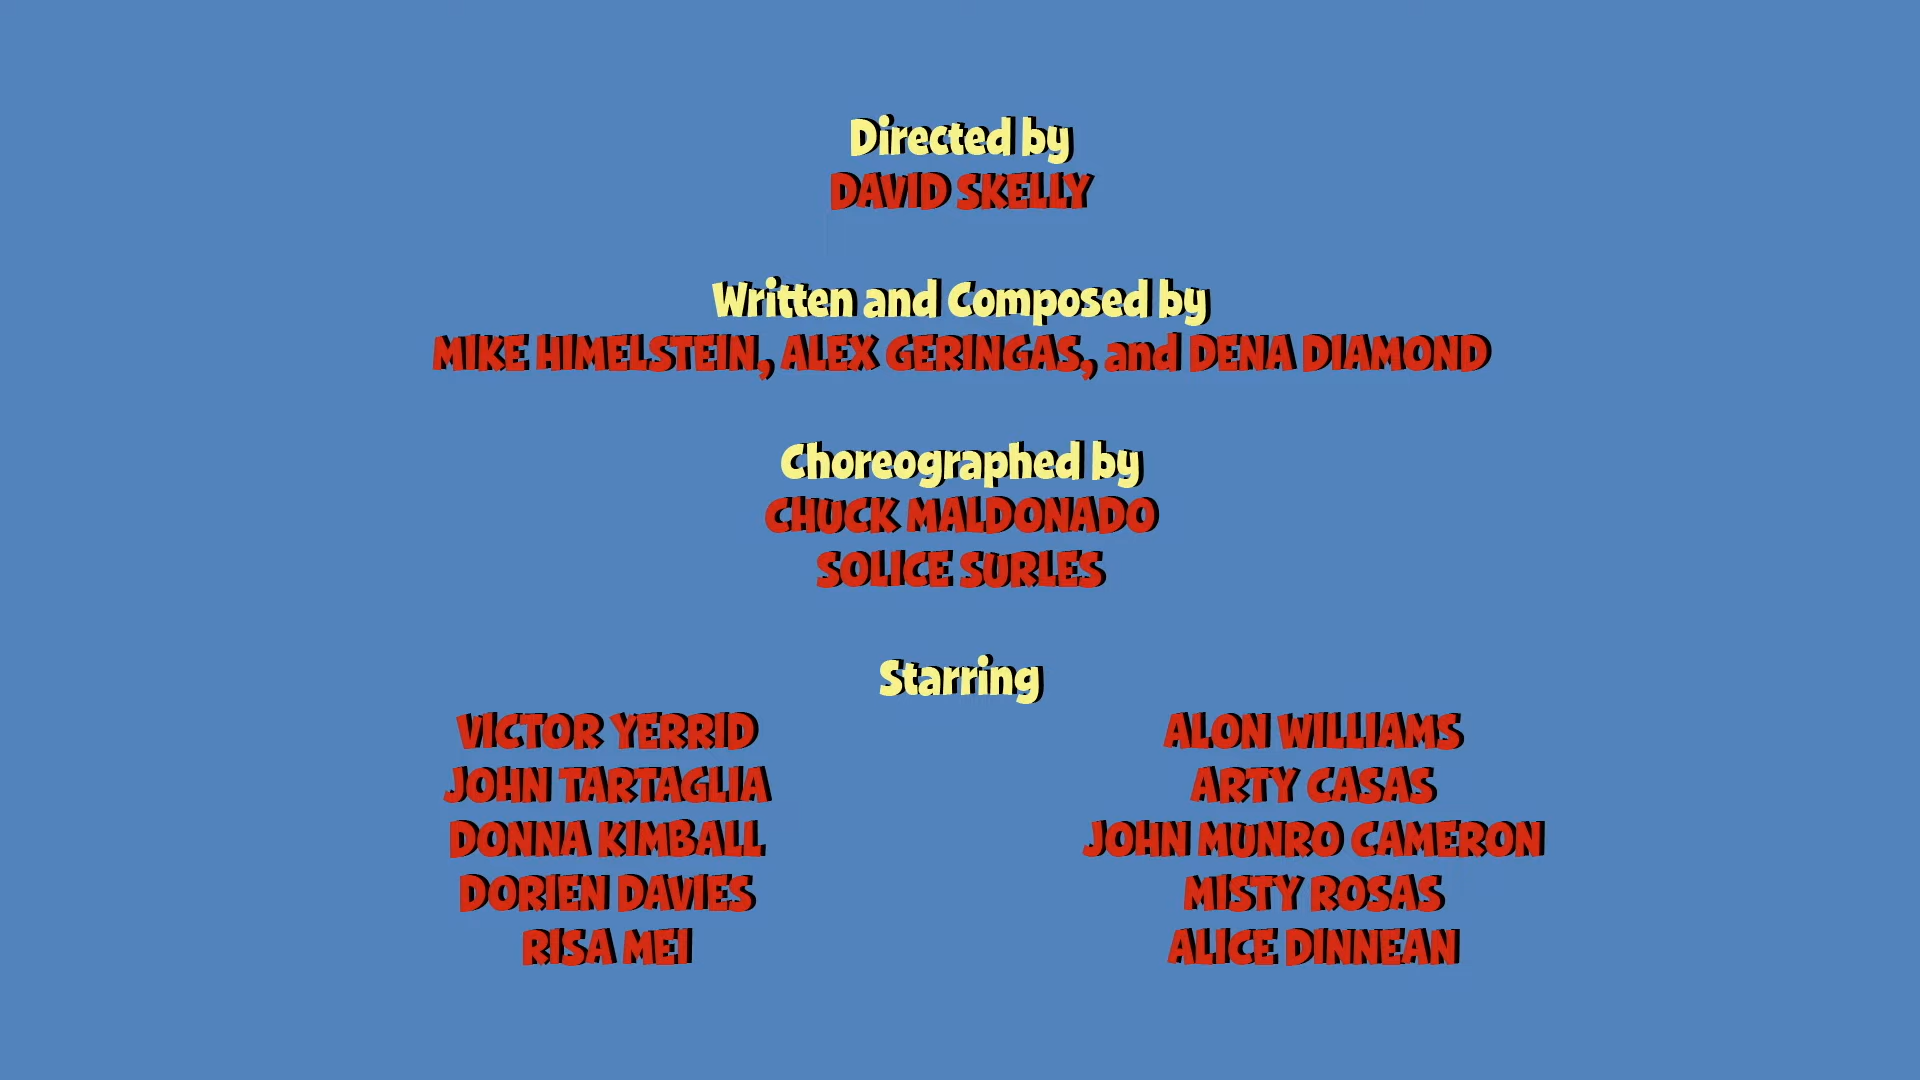 Directed by
DAVID SKELLY
Written and Composed by
MIKE HIMELSTEIN, ALEX GERINGAS, and DENA DIAMOND
Choreographed by
CHUCK MALDONADO
SOLICE SURLES
Starring
VICTOR YERRID
JOHN TARTAGLIA
DONNA KIMBALL
DORIEN DAVIES
RISA MEI
ALON WILLIAMS
ARTY CASAS
JOHN MUNRO CAMERON
MISTY ROSAS
ALICE DINNEAN